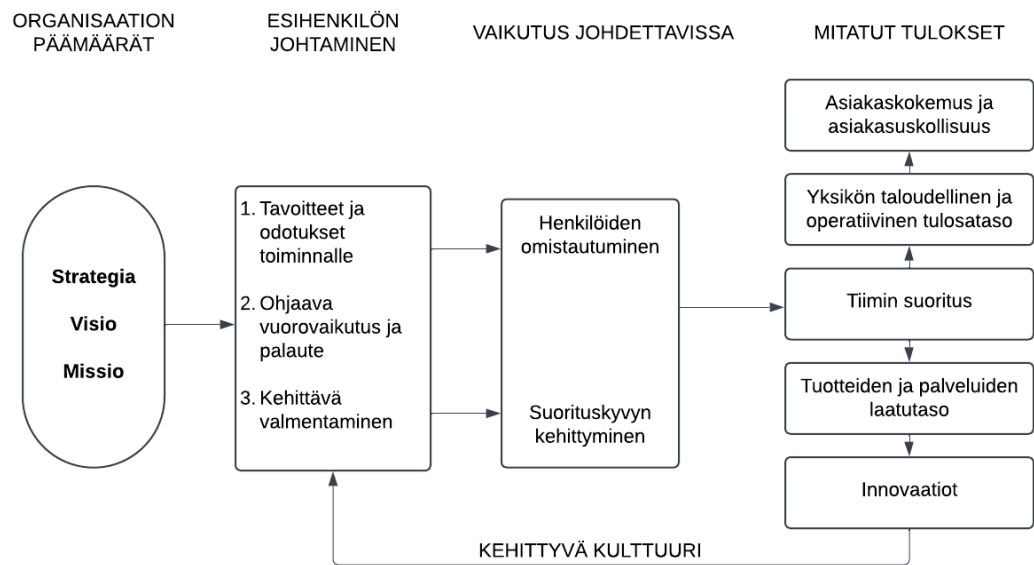 ORGANISAATION
PÄÄMÄÄRÄT
ESIHENKILÖN
JOHTAMINEN
VAIKUTUS JOHDETTAVISSA
MITATUT TULOKSET
Strategia
Visio
Missio
1. Tavoitteet ja
odotukset
toiminnalle
2. Ohjaava
vuorovaikutus ja
palaute
3. Kehittävä
valmentaminen
Henkilöiden
omistautuminen
Suorituskyvyn
kehittyminen
Asiakaskokemus ja
asiakasuskollisuus
Yksikön taloudellinen ja
operatiivinen tulosataso
Tiimin suoritus
Tuotteiden ja palveluiden
laatutaso
Innovaatiot
KEHITTYVÄ KULTTUURI